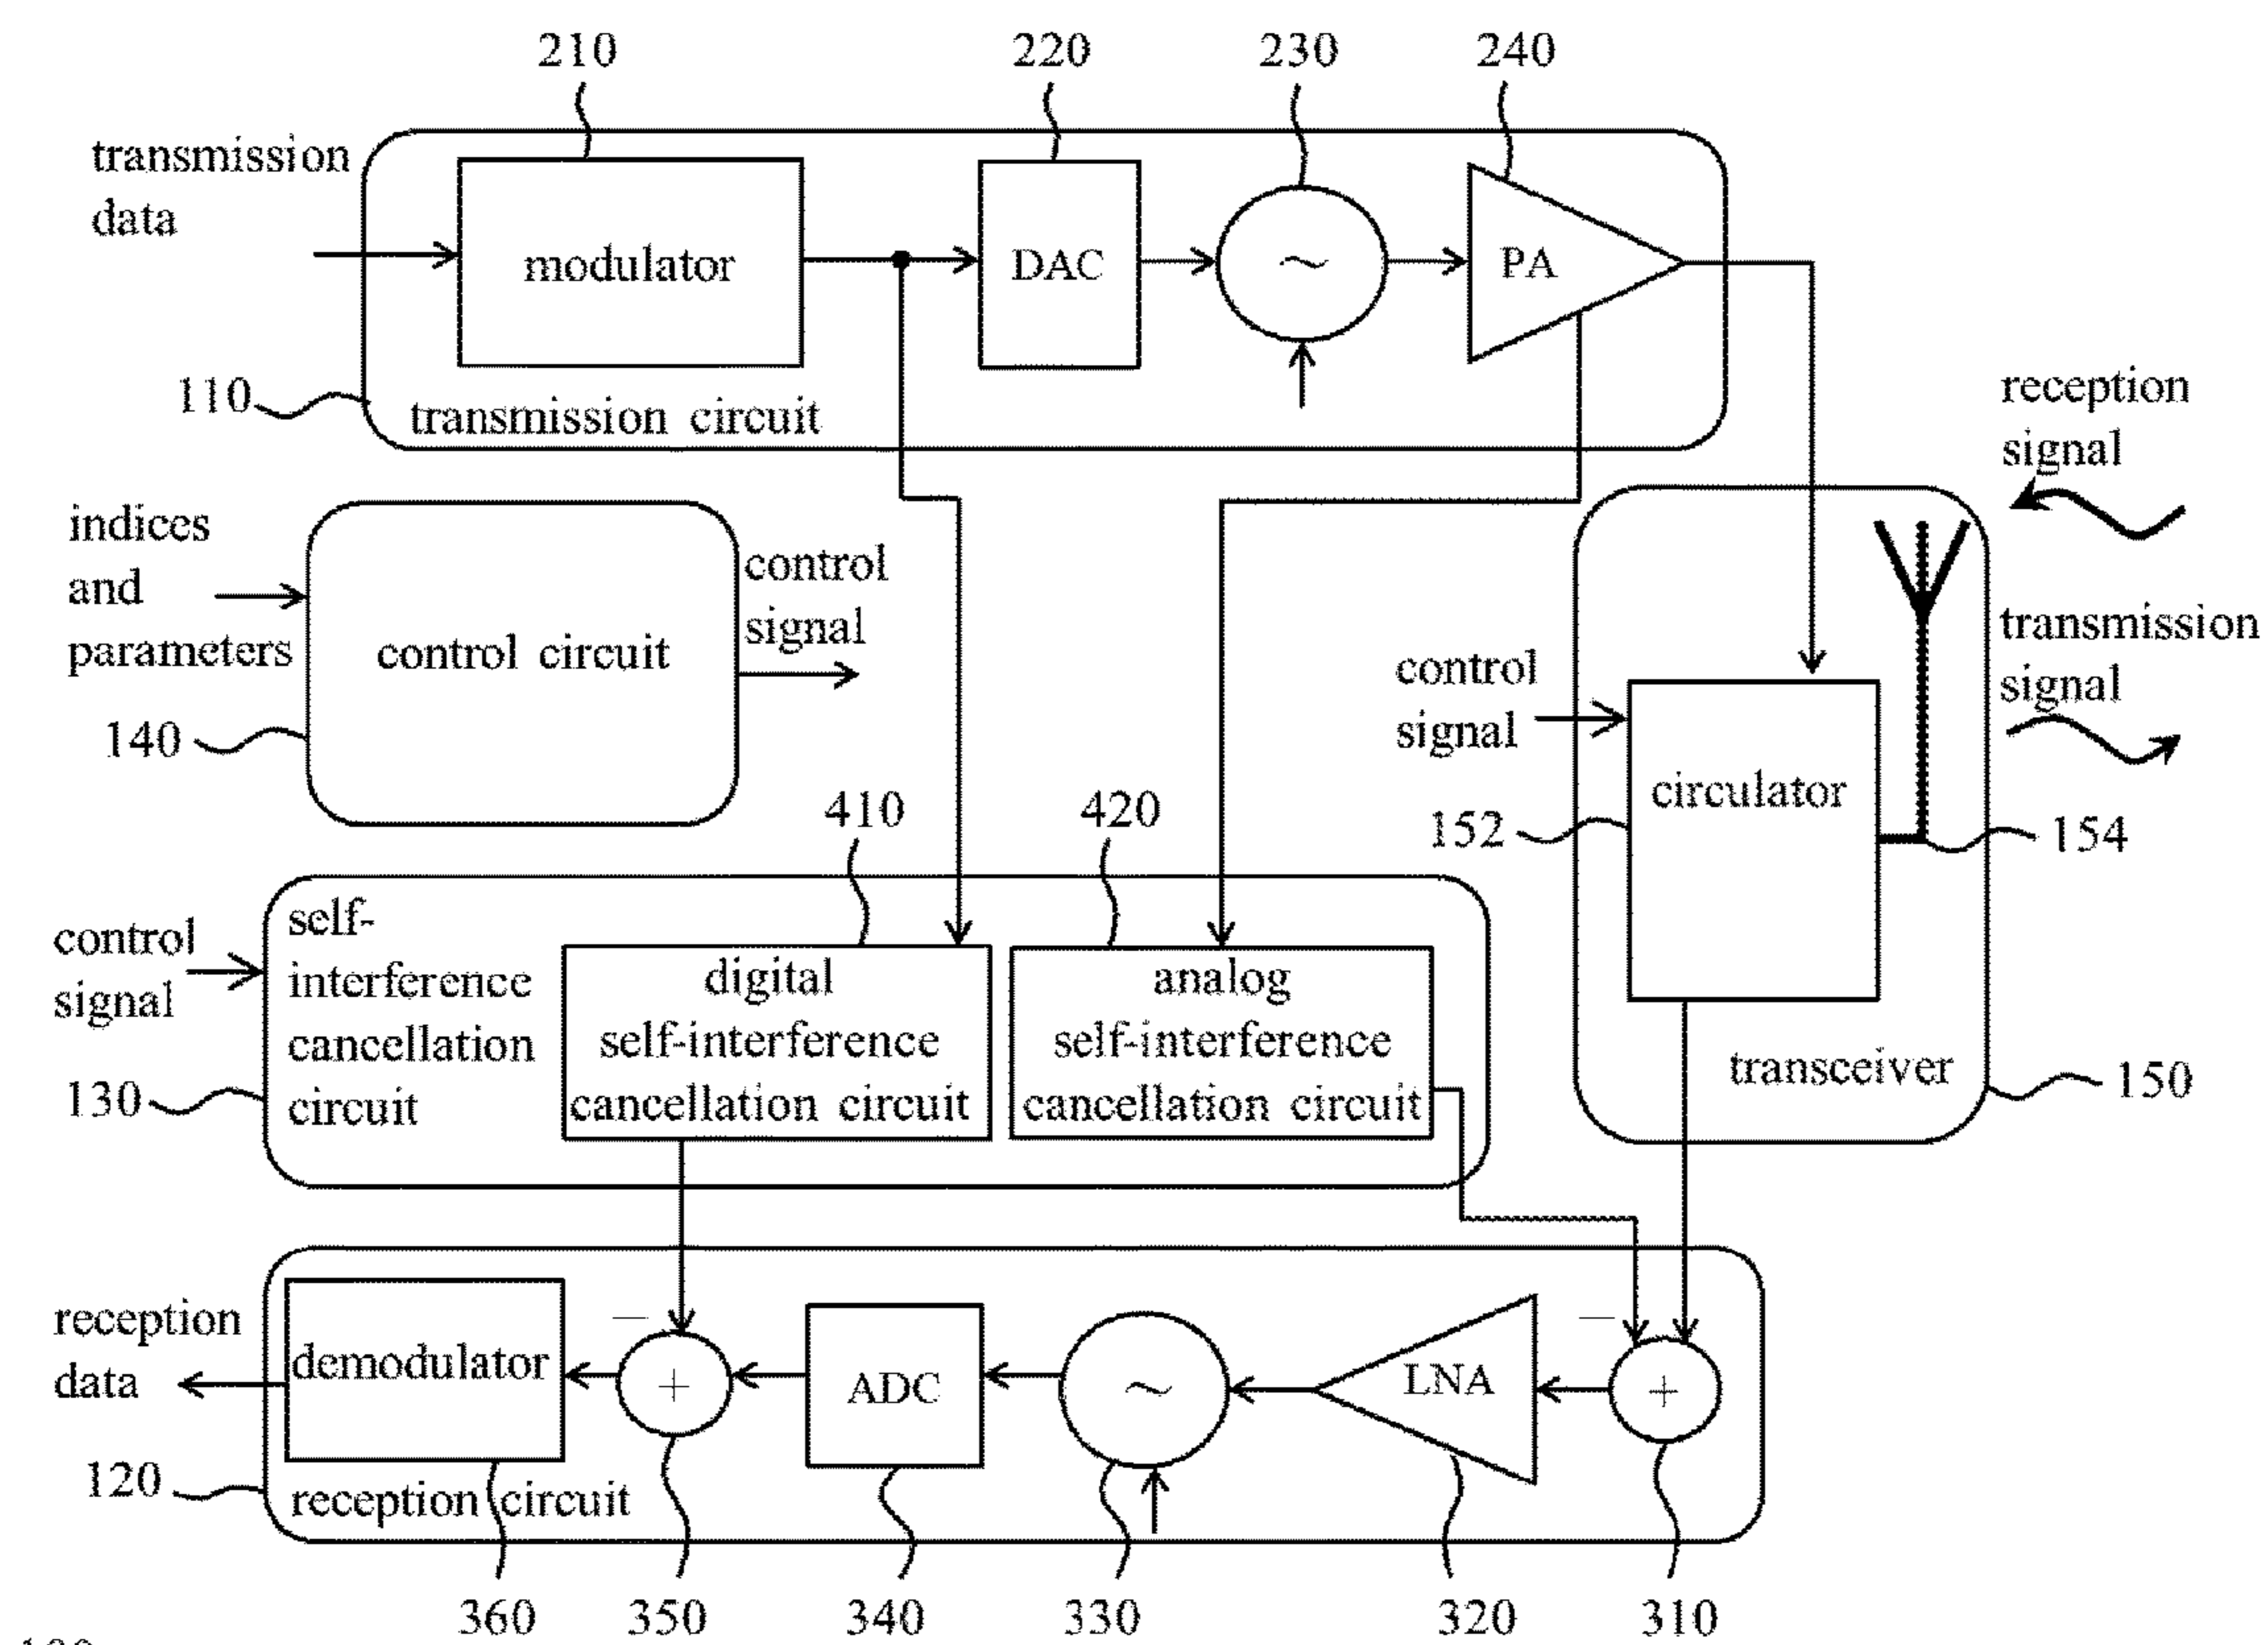 210
220
230
240
transmission
data
modulator
DAC
~
PA
110
transmission circuit
reception
signal
indices
and
parameters
control
signal
control circuit
140
control
signal
transmission
signal
circulator
152
154
410
420
control
signal
self-
interference
cancellation
circuit
130
digital
self-interference
cancellation circuit
analog
self-interference
cancellation circuit
transceiver
150
reception
data
demodulator
−
+
ADC
~
LNA
−
+
120
reception circuit
360
350
340
330
320
310